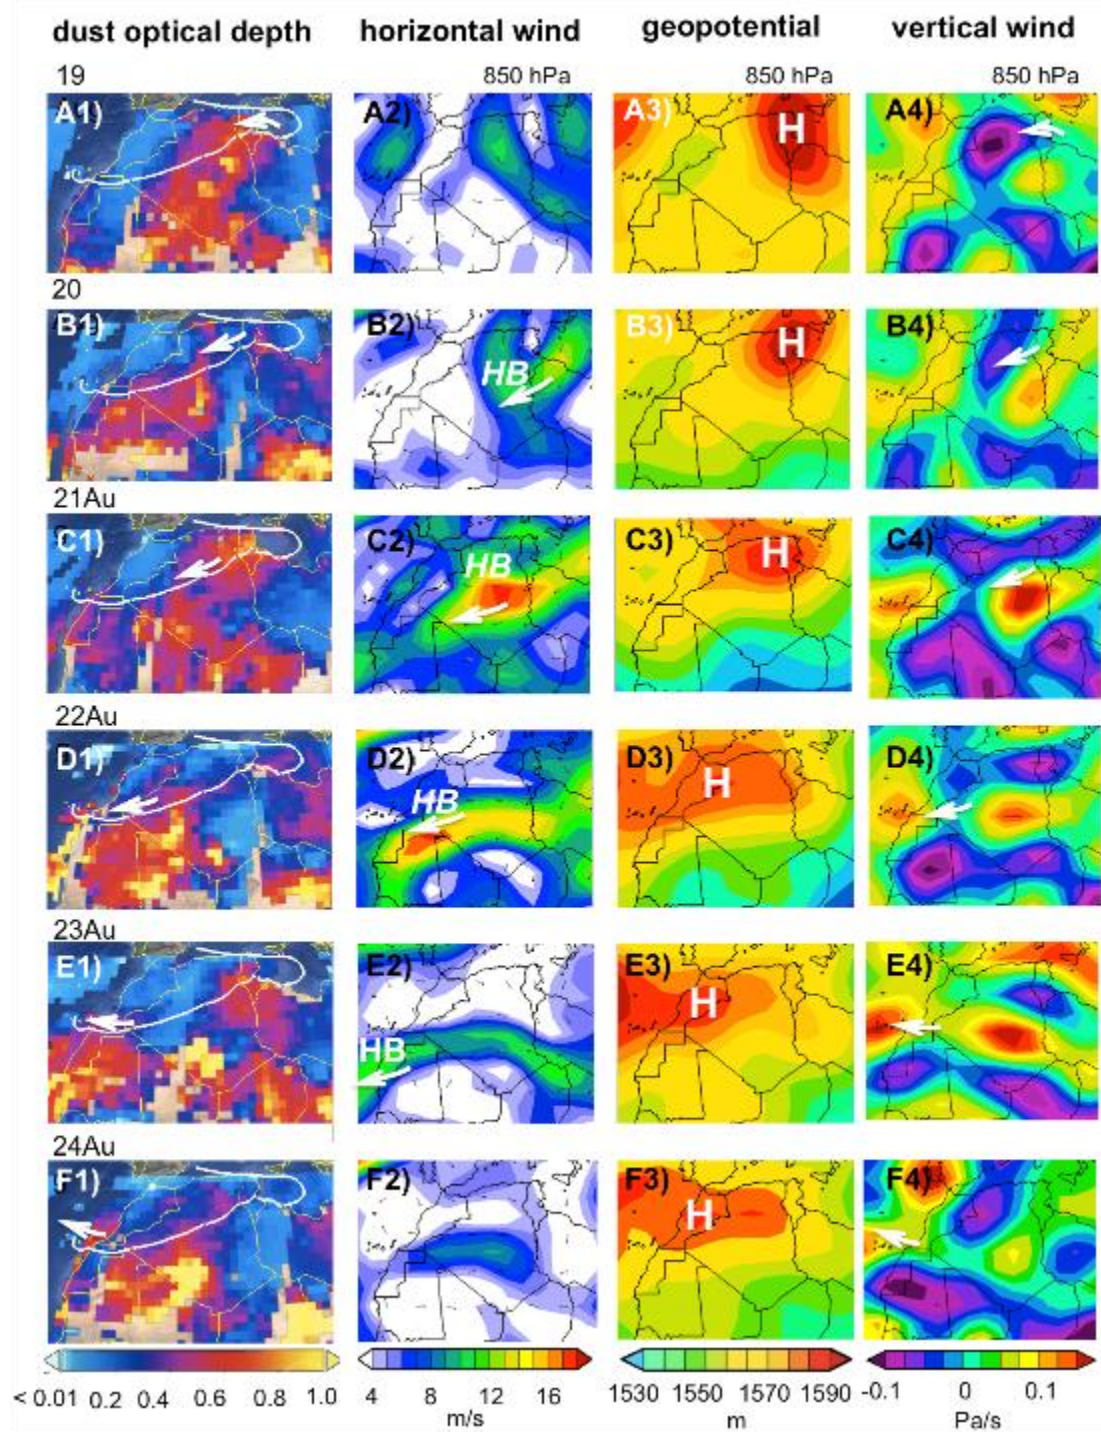 dust optical depth horizontal wind geopotential vertical wind
19 850 hPa 850 hPa 850 hPa
A1) A2) A3) H A4)
20
B1) B2) HB B3) H B4)
21Au
C1) C2) HB C3) H C4)
22Au
D1) D2) HB D3) H D4)
23Au
E1) E2) HB E3) H E4)
24Au
F1) F2) F3) H F4)
< 0.01 0.2 0.4 0.6 0.8 1.0 4 8 12 16 1530 1550 1570 1590 -0.1 0 0.1
m/s m Pa/s